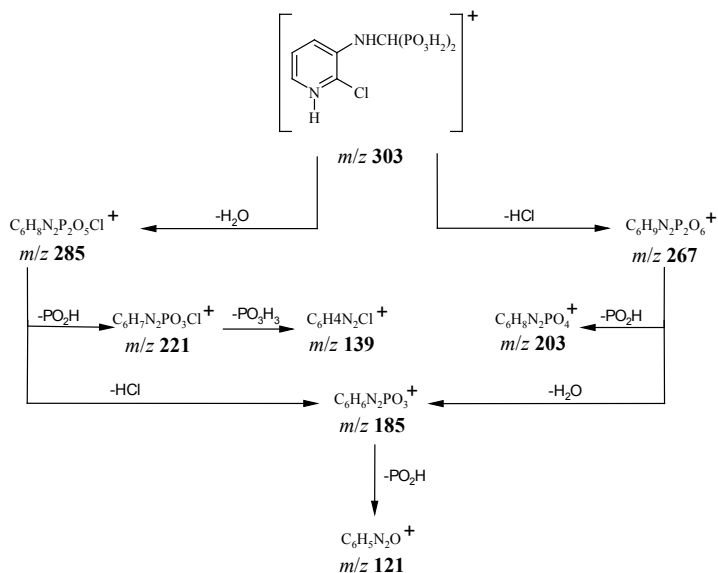 NHCH(PO₃H₂)₂
+
N
Cl
H
m/z 303
-H₂O
-HCl
C₆H₈N₂P₂O₅Cl⁺
m/z 285
C₆H₉N₂P₂O₆⁺
m/z 267
-PO₂H
C₆H₇N₂PO₃Cl⁺
m/z 221
-PO₃H₃
C₆H4N₂Cl⁺
m/z 139
C₆H₈N₂PO₄⁺
m/z 203
-PO₂H
-HCl
C₆H₆N₂PO₃⁺
m/z 185
-H₂O
-PO₂H
C₆H₅N₂O⁺
m/z 121